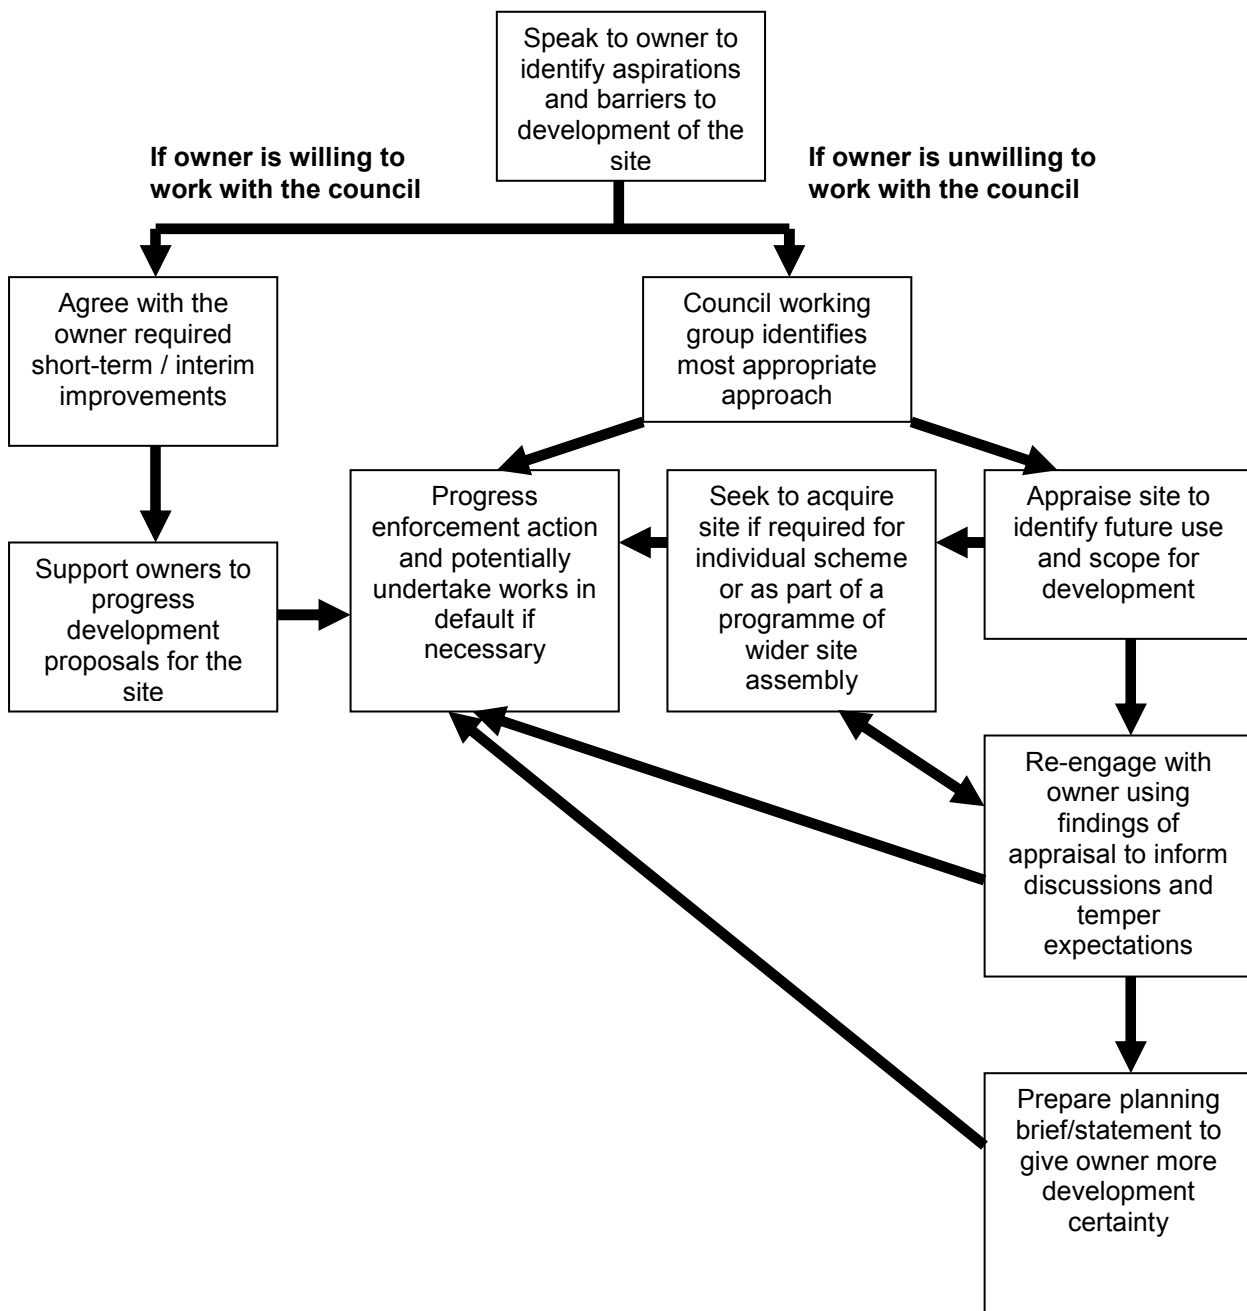 Speak to owner to
identify aspirations
and barriers to
development of the
site
If owner is willing to
work with the council
If owner is unwilling to
work with the council
Agree with the
owner required
short-term / interim
improvements
Council working
group identifies
most appropriate
approach
Support owners to
progress
development
proposals for the
site
Progress
enforcement action
and potentially
undertake works in
default if
necessary
Seek to acquire
site if required for
individual scheme
or as part of a
programme of
wider site
assembly
Appraise site to
identify future use
and scope for
development
Re-engage with
owner using
findings of
appraisal to inform
discussions and
temper
expectations
Prepare planning
brief/statement to
give owner more
development
certainty